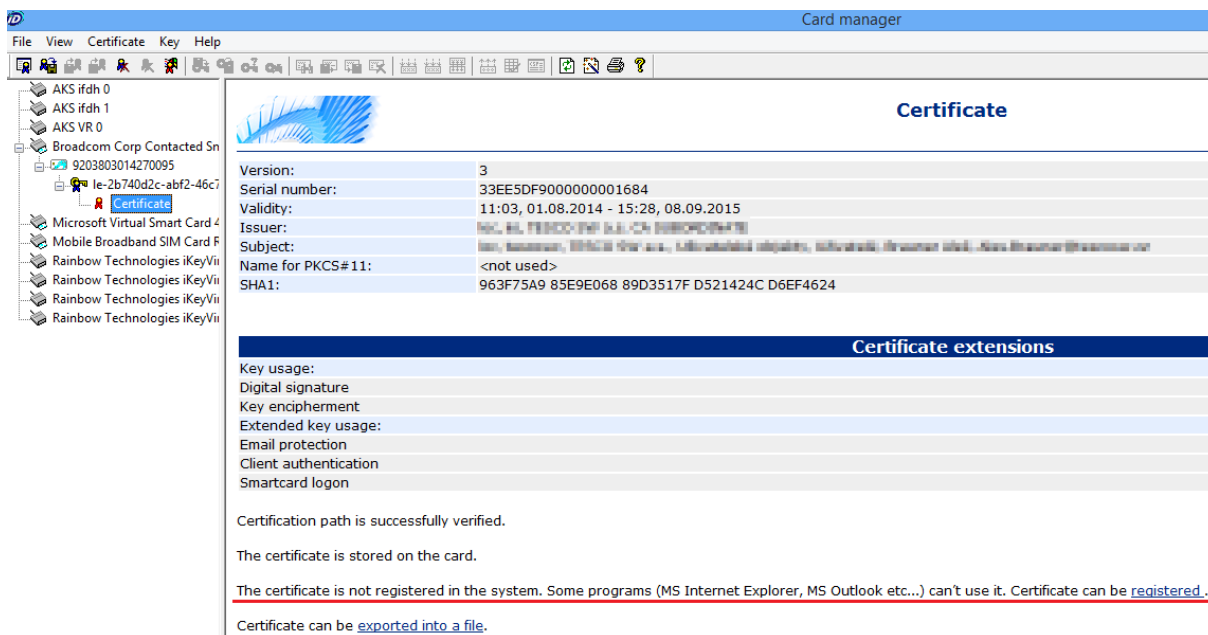 Card manager
File View Certificate Key Help
AKS ifdh 0
AKS ifdh 1
AKS VR 0
Broadcom Corp Contacted Sn
9203803014270095
le-2b740d2c-abf2-46c7
Certificate
Microsoft Virtual Smart Card 4
Mobile Broadband SIM Card R
Rainbow Technologies iKeyVir
Rainbow Technologies iKeyVir
Rainbow Technologies iKeyVir
Rainbow Technologies iKeyVir
Certificate
Version: 3
Serial number: 33EE5DF9000000001684
Validity: 11:03, 01.08.2014 - 15:28, 08.09.2015
Issuer:
Subject:
Name for PKCS#11: <not used>
SHA1: 963F75A9 85E9E068 89D3517F D521424C D6EF4624
Certificate extensions
Key usage:
Digital signature
Key encipherment
Extended key usage:
Email protection
Client authentication
Smartcard logon
Certification path is successfully verified.
The certificate is stored on the card.
The certificate is not registered in the system. Some programs (MS Internet Explorer, MS Outlook etc...) can't use it. Certificate can be registered .
Certificate can be exported into a file.